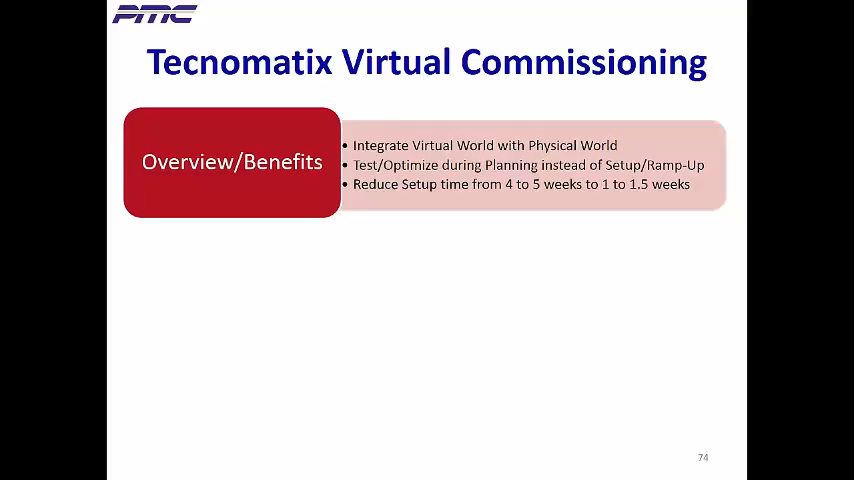 PMC
Tecnomatix Virtual Commissioning
Overview/Benefits
• Integrate Virtual World with Physical World
• Test/Optimize during Planning instead of Setup/Ramp-Up
• Reduce Setup time from 4 to 5 weeks to 1 to 1.5 weeks
74